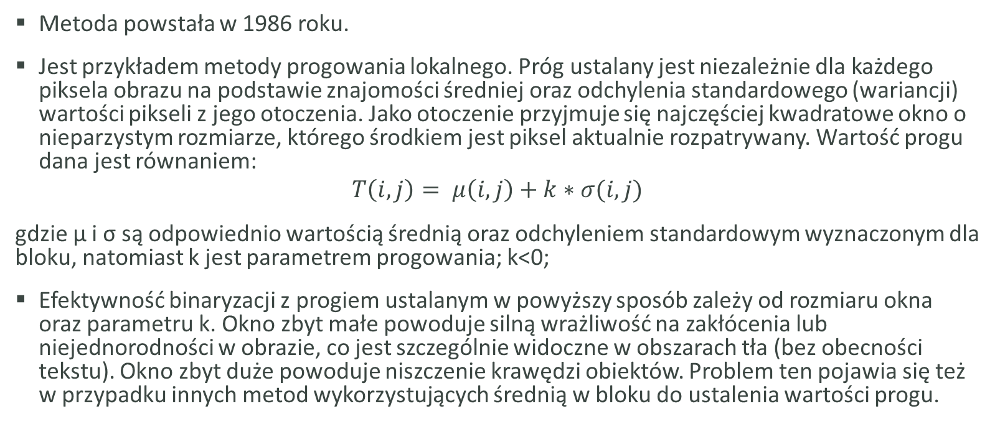 ▪ Metoda powstała w 1986 roku.
▪ Jest przykładem metody progowania lokalnego. Próg ustalany jest niezależnie dla każdego
piksela obrazu na podstawie znajomości średniej oraz odchylenia standardowego (wariancji)
wartości pikseli z jego otoczenia. Jako otoczenie przyjmuje się najczęściej kwadratowe okno o
nieparzystym rozmiarze, którego środkiem jest piksel aktualnie rozpatrywany. Wartość progu
dana jest równaniem:
T(i,j) = μ(i,j) + k ∗ σ(i,j)
gdzie μ i σ są odpowiednio wartością średnią oraz odchyleniem standardowym wyznaczonym dla
bloku, natomiast k jest parametrem progowania; k<0;
▪ Efektywność binaryzacji z progiem ustalanym w powyższy sposób zależy od rozmiaru okna
oraz parametru k. Okno zbyt małe powoduje silną wrażliwość na zakłócenia lub
niejednorodności w obrazie, co jest szczególnie widoczne w obszarach tła (bez obecności
tekstu). Okno zbyt duże powoduje niszczenie krawędzi obiektów. Problem ten pojawia się też
w przypadku innych metod wykorzystujących średnią w bloku do ustalenia wartości progu.